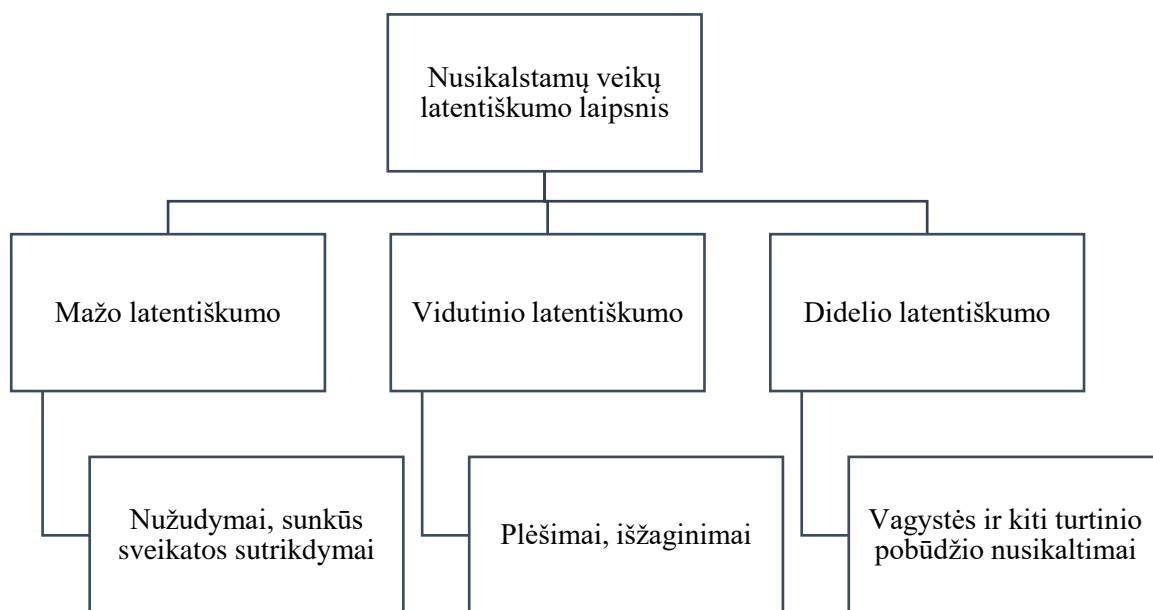 Nusikalstamų veikų
latentiškumo laipsnis
Mažo latentiškumo
Vidutinio latentiškumo
Didelio latentiškumo
Nužudymai, sunkūs
sveikatos sutrikdymai
Plėšimai, išžaginimai
Vagystės ir kiti turtinio
pobūdžio nusikaltimai